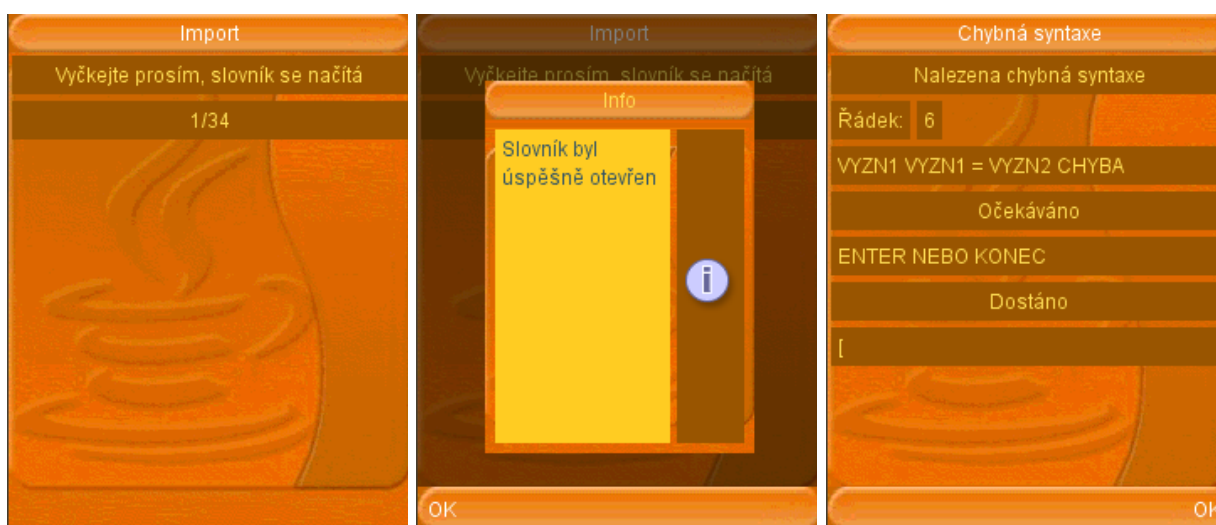 Import
Vyčkejte prosím, slovník se načítá
1/34
Import
Vyčkejte prosím, slovník se načítá
Info
Slovník byl
úspěšně otevřen
OK
Chybná syntaxe
Nalezena chybná syntaxe
Řádek: 6
VYZN1 VYZN1 = VYZN2 CHYBA
Očekáváno
ENTER NEBO KONEC
Dostáno
[
OK